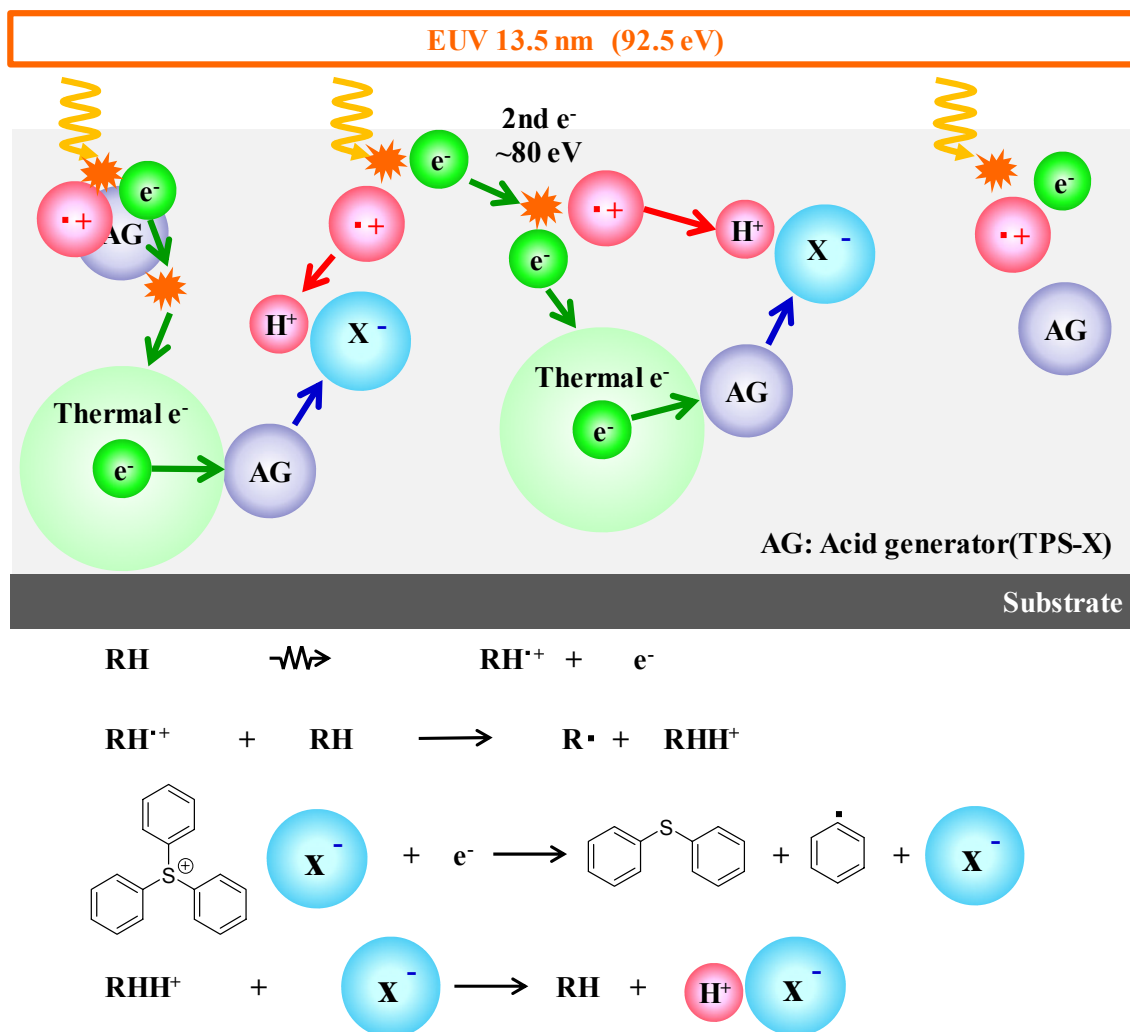 EUV 13.5 nm (92.5 eV)
2nd e⁻
~80 eV
e⁻
e⁻
e⁻
▪ +
AG
▪ +
▪ +
▪ +
H⁺
X⁻
e⁻
H⁺
X⁻
AG
Thermal e⁻
Thermal e⁻
AG
e⁻
e⁻
AG
AG: Acid generator(TPS-X)
Substrate
RH RH▪⁺ + e⁻
RH▪⁺ + RH R▪ + RHH⁺
S⊕ X⁻ + e⁻ S + + X⁻
RHH⁺ + X⁻ RH + H⁺ X⁻